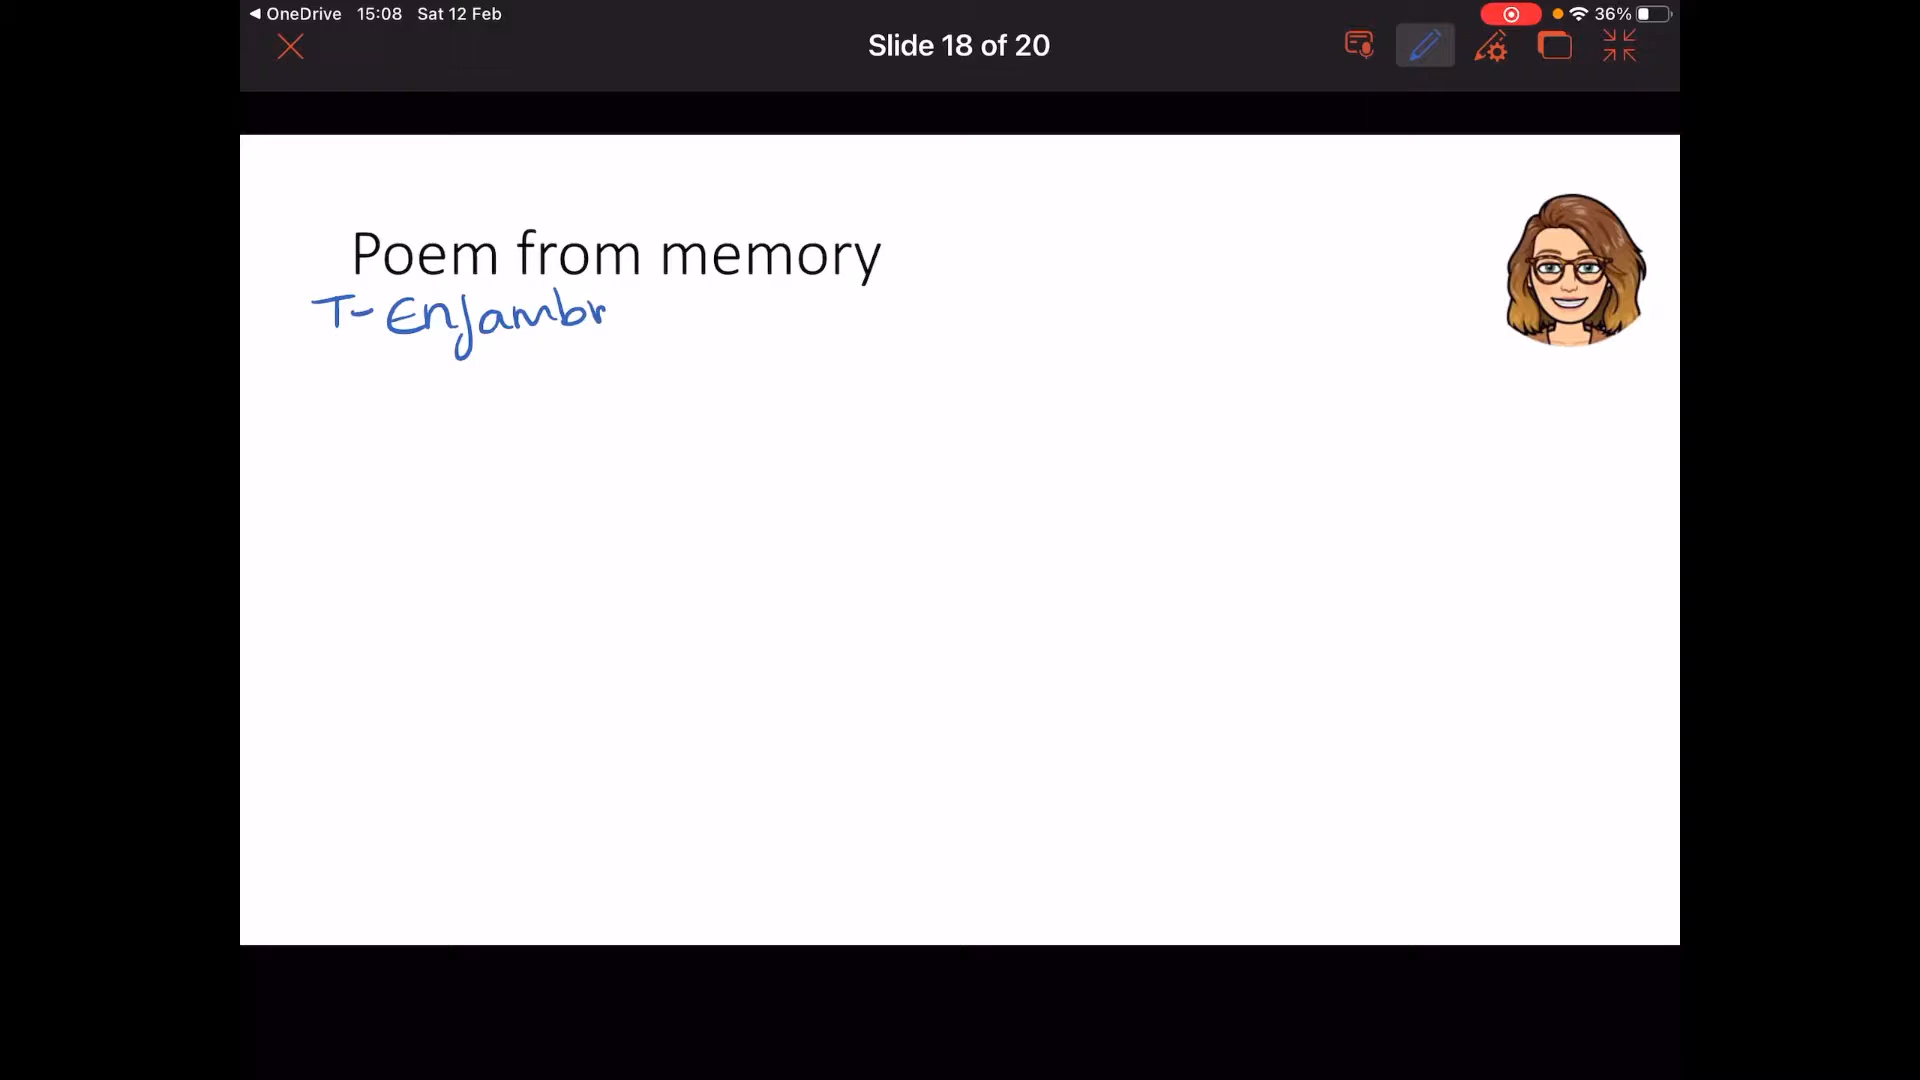 OneDrive 15:08 Sat 12 Feb 36%
Slide 18 of 20
Poem from memory
T- Enjambr